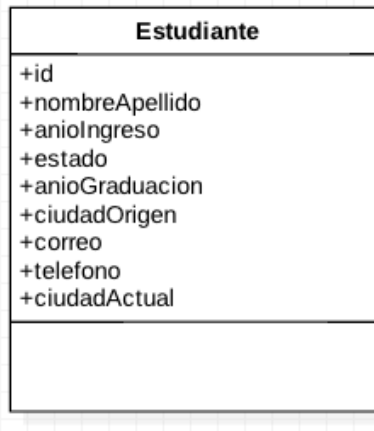 Estudiante
+id
+nombreApellido
+anioIngreso
+estado
+anioGraduacion
+ciudadOrigen
+correo
+telefono
+ciudadActual